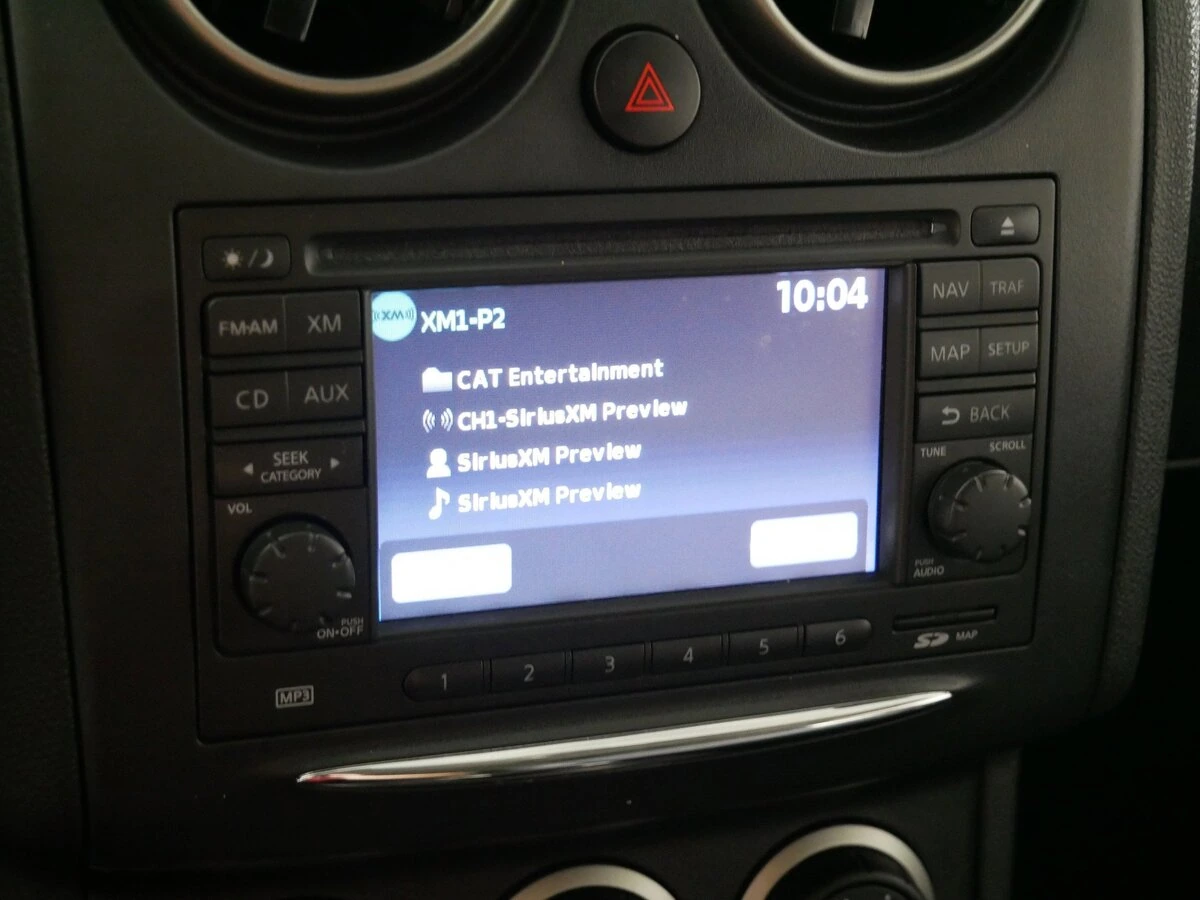 FM·AM XM
CD AUX
SEEK
CATEGORY
VOL
PUSH
ON·OFF
MP3
XM
XM1-P2
10:04
CAT Entertainment
CH1-SiriusXM Preview
SiriusXM Preview
SiriusXM Preview
NAV TRAF
MAP SETUP
BACK
TUNE SCROLL
PUSH
AUDIO
1 2 3 4 5 6
SD MAP